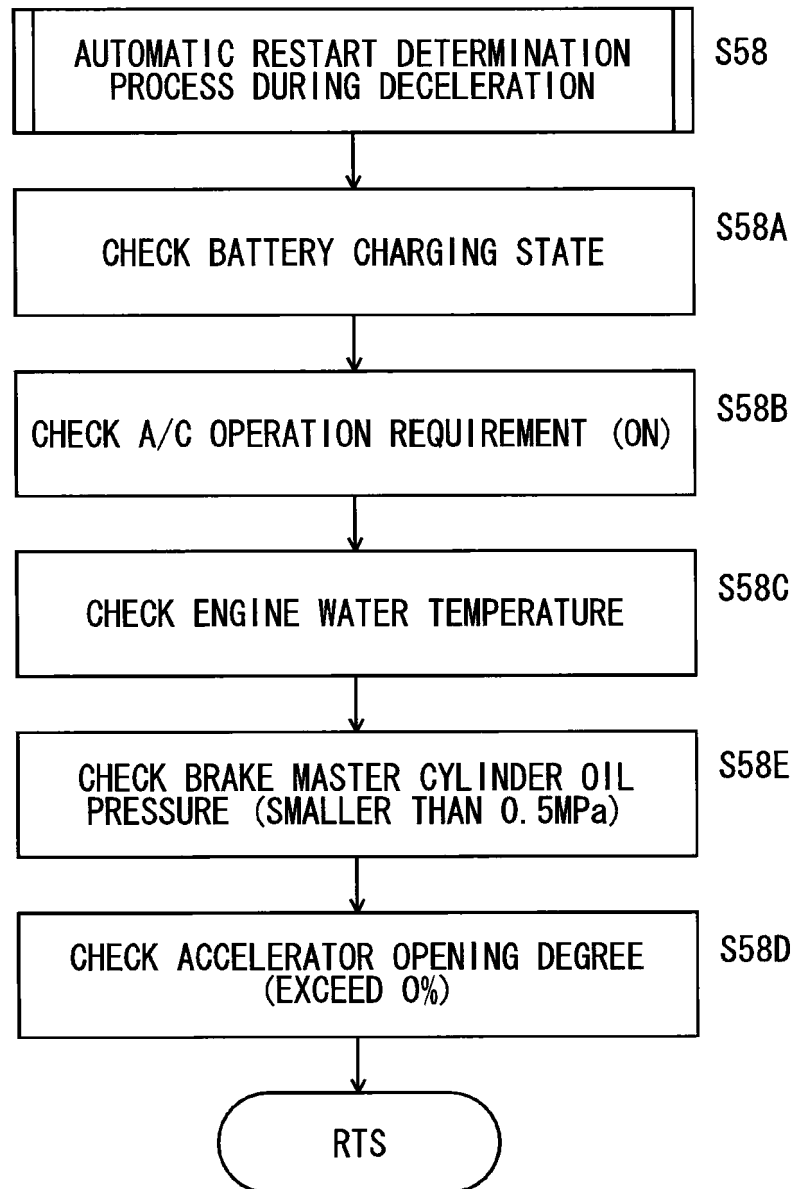 AUTOMATIC RESTART DETERMINATION
PROCESS DURING DECELERATION
S58
CHECK BATTERY CHARGING STATE
S58A
CHECK A/C OPERATION REQUIREMENT (ON)
S58B
CHECK ENGINE WATER TEMPERATURE
S58C
CHECK BRAKE MASTER CYLINDER OIL
PRESSURE (SMALLER THAN 0.5MPa)
S58E
CHECK ACCELERATOR OPENING DEGREE
(EXCEED 0%)
S58D
RTS